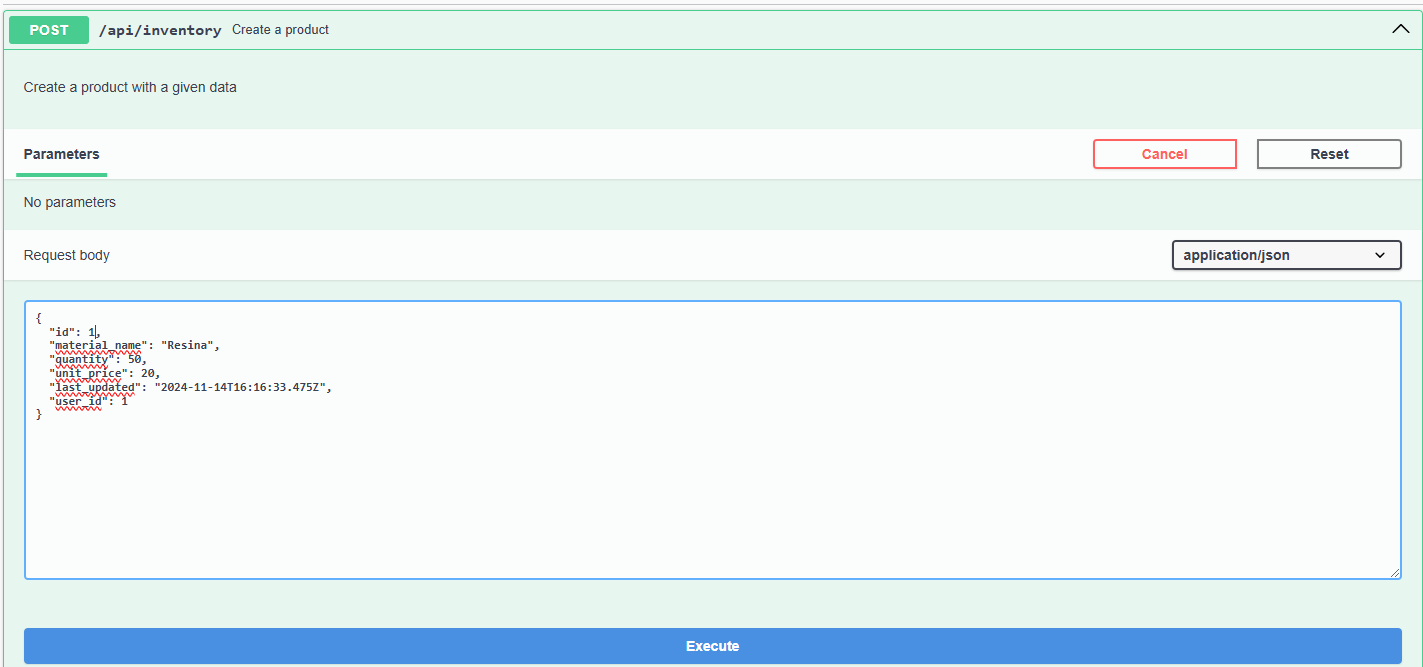 POST /api/inventory Create a product
Create a product with a given data
Parameters Cancel Reset
No parameters
Request body application/json
{
  "id": 1,
  "material_name": "Resina",
  "quantity": 50,
  "unit_price": 20,
  "last_updated": "2024-11-14T16:16:33.475Z",
  "user_id": 1
}
Execute